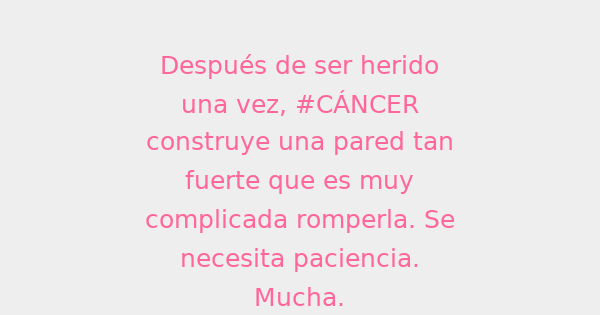 Después de ser herido
una vez, #CÁNCER
construye una pared tan
fuerte que es muy
complicada romperla. Se
necesita paciencia.
Mucha.